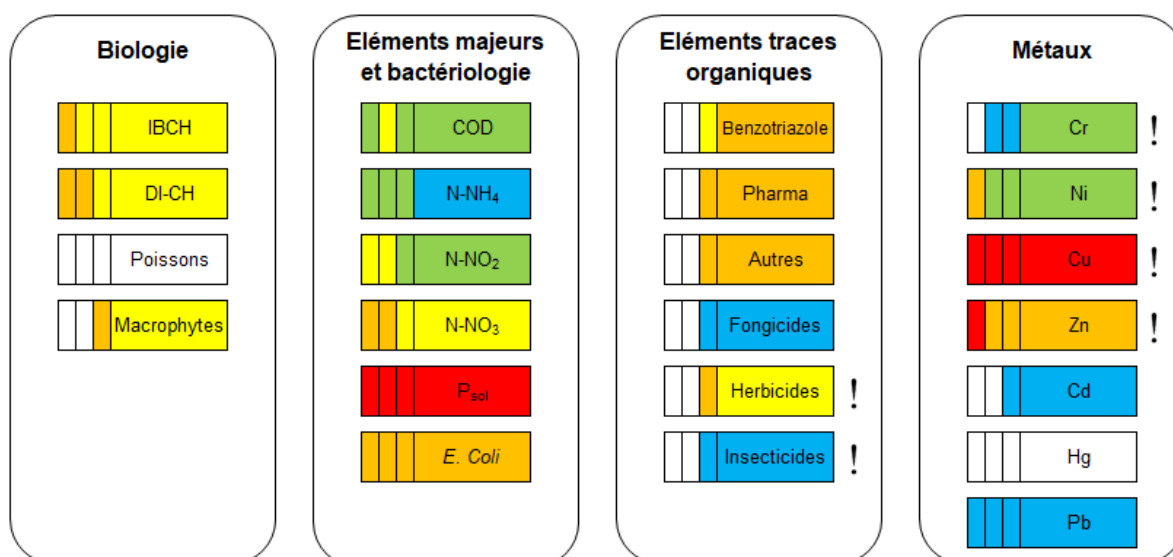 Biologie
IBCH
DI-CH
Poissons
Macrophytes
Eléments majeurs
et bactériologie
COD
N-NH₄
N-NO₂
N-NO₃
Pₛₒₗ
E. Coli
Eléments traces
organiques
Benzotriazole
Pharma
Autres
Fongicides
Herbicides !
Insecticides !
Métaux
Cr !
Ni !
Cu !
Zn !
Cd
Hg
Pb